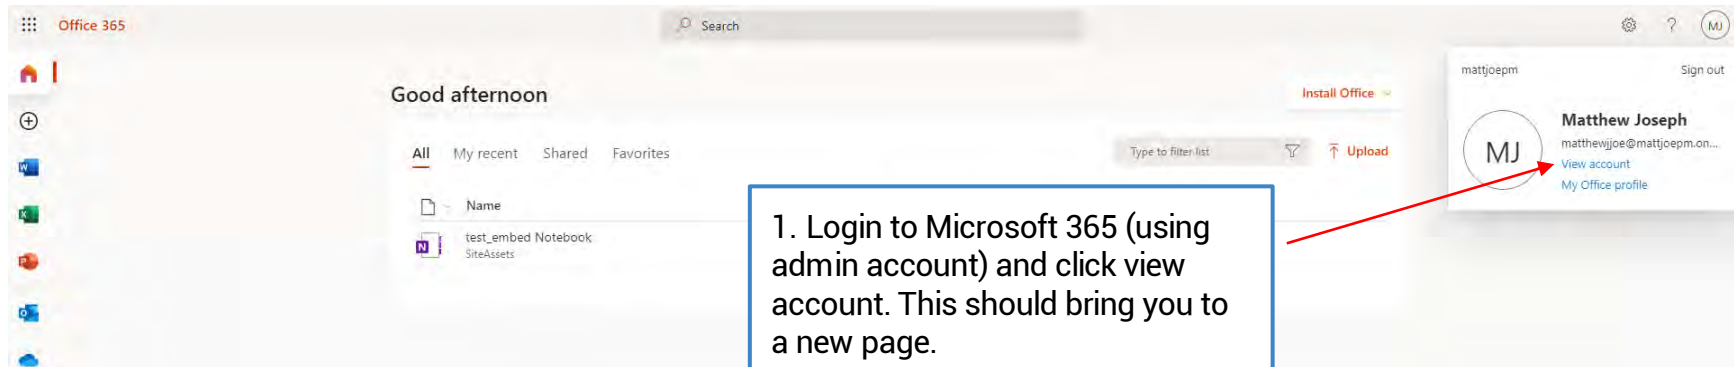 Office 365
Search
MJ
mattjoepm
Sign out
Good afternoon
Install Office
Matthew Joseph
matthewjjoe@mattjoepm.on...
MJ
View account
My Office profile
All My recent Shared Favorites
Type to filter list
Upload
Name
test_embed Notebook
SiteAssets
1. Login to Microsoft 365 (using
admin account) and click view
account. This should bring you to
a new page.